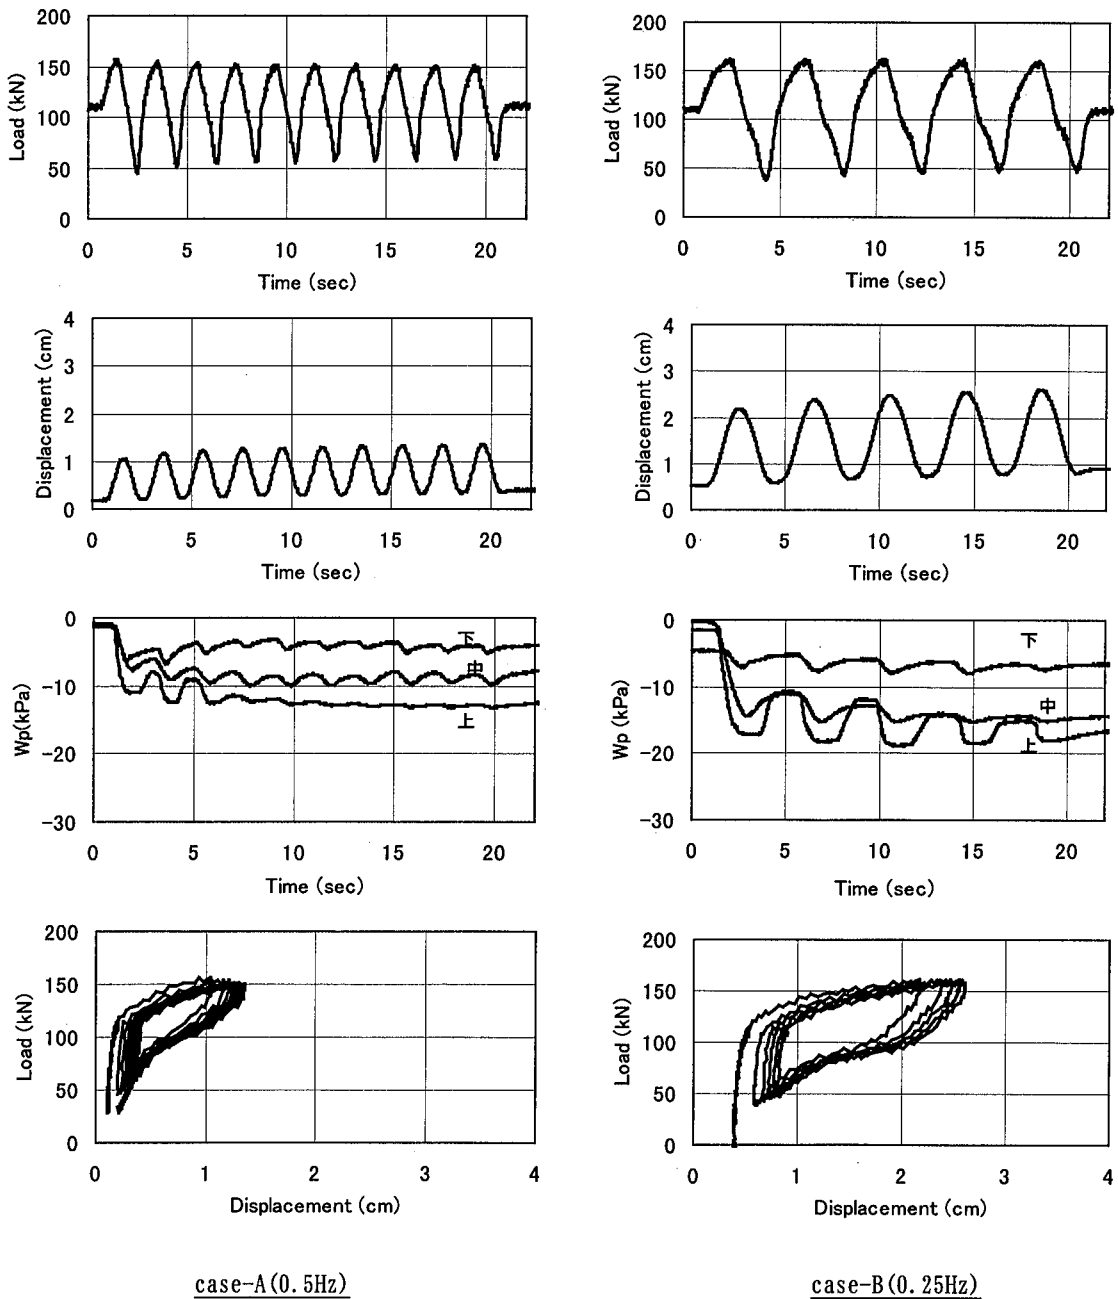 200
150
100
50
0
Load (kN)
0 5 10 15 20
Time (sec)
200
150
100
50
0
Load (kN)
0 5 10 15 20
Time (sec)
4
3
2
1
0
Displacement (cm)
0 5 10 15 20
Time (sec)
4
3
2
1
0
Displacement (cm)
0 5 10 15 20
Time (sec)
0
-10
-20
-30
Wp(kPa)
下
中
上
0 5 10 15 20
Time (sec)
0
-10
-20
-30
Wp (kPa)
下
中
上
0 5 10 15 20
Time (sec)
200
150
100
50
0
Load (kN)
0 1 2 3 4
Displacement (cm)
200
150
100
50
0
Load (kN)
0 1 2 3 4
Displacement (cm)
case-A(0.5Hz)
case-B(0.25Hz)